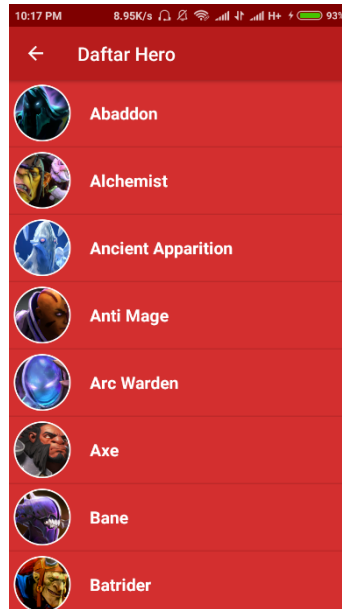 10:17 PM 8.95K/s H+ 93%
Daftar Hero
Abaddon
Alchemist
Ancient Apparition
Anti Mage
Arc Warden
Axe
Bane
Batrider